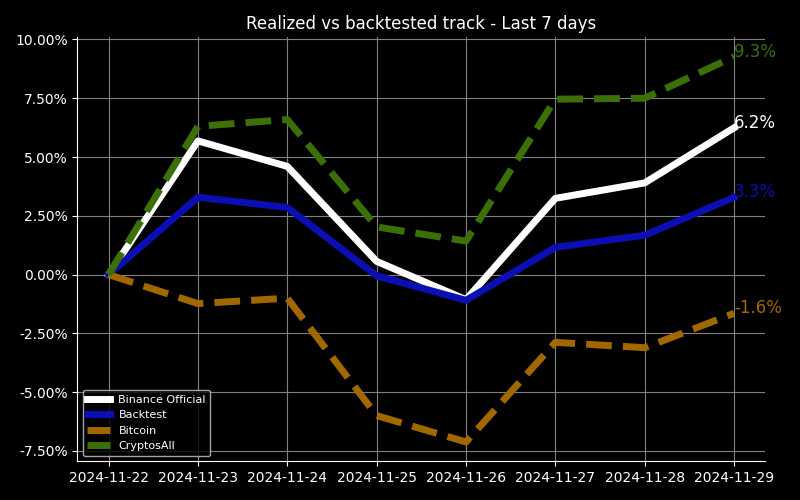 Realized vs backtested track - Last 7 days
10.00%
7.50%
5.00%
2.50%
0.00%
-2.50%
-5.00%
-7.50%
9.3%
6.2%
3.3%
-1.6%
Binance Official
Backtest
Bitcoin
CryptosAll
2024-11-22 2024-11-23 2024-11-24 2024-11-25 2024-11-26 2024-11-27 2024-11-28 2024-11-29